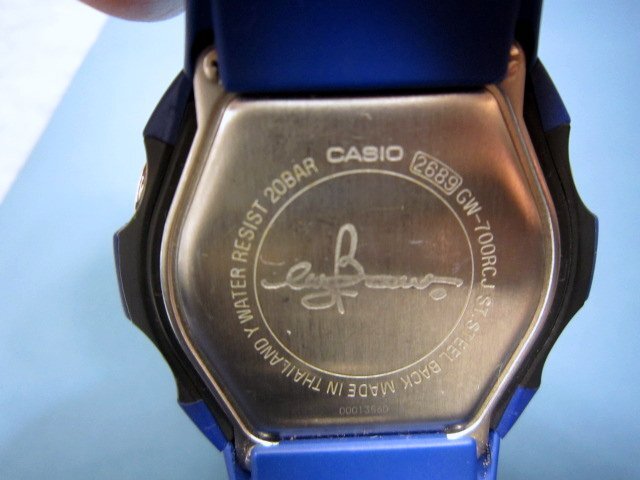 CASIO
2689 GW-700RCJ ST. STEEL BACK MADE IN THAILAND Y WATER RESIST 20BAR